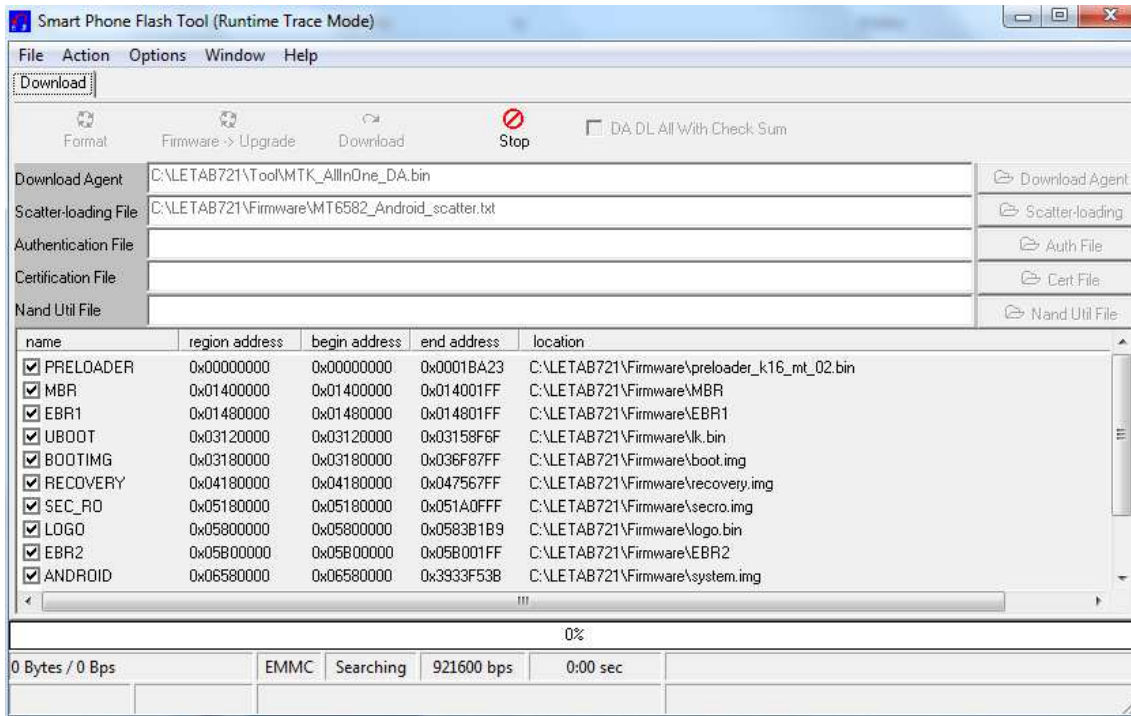 Smart Phone Flash Tool (Runtime Trace Mode)
File Action Options Window Help
Download
Format Firmware -> Upgrade Download Stop DA DL All With Check Sum
Download Agent C:\LETAB721\Tool\MTK_AllInOne_DA.bin Download Agent
Scatter-loading File C:\LETAB721\Firmware\MT6582_Android_scatter.txt Scatter-loading
Authentication File Auth File
Certification File Cert File
Nand Util File Nand Util File
name region address begin address end address location
PRELOADER 0x00000000 0x00000000 0x0001BA23 C:\LETAB721\Firmware\preloader_k16_mt_02.bin
MBR 0x01400000 0x01400000 0x014001FF C:\LETAB721\Firmware\MBR
EBR1 0x01480000 0x01480000 0x014801FF C:\LETAB721\Firmware\EBR1
UBOOT 0x03120000 0x03120000 0x03158F6F C:\LETAB721\Firmware\lk.bin
BOOTIMG 0x03180000 0x03180000 0x036F87FF C:\LETAB721\Firmware\boot.img
RECOVERY 0x04180000 0x04180000 0x047567FF C:\LETAB721\Firmware\recovery.img
SEC_RO 0x05180000 0x05180000 0x051A0FFF C:\LETAB721\Firmware\secro.img
LOGO 0x05800000 0x05800000 0x0583B1B9 C:\LETAB721\Firmware\logo.bin
EBR2 0x05B00000 0x05B00000 0x05B001FF C:\LETAB721\Firmware\EBR2
ANDROID 0x06580000 0x06580000 0x3933F53B C:\LETAB721\Firmware\system.img
0%
0 Bytes / 0 Bps EMMC Searching 921600 bps 0:00 sec